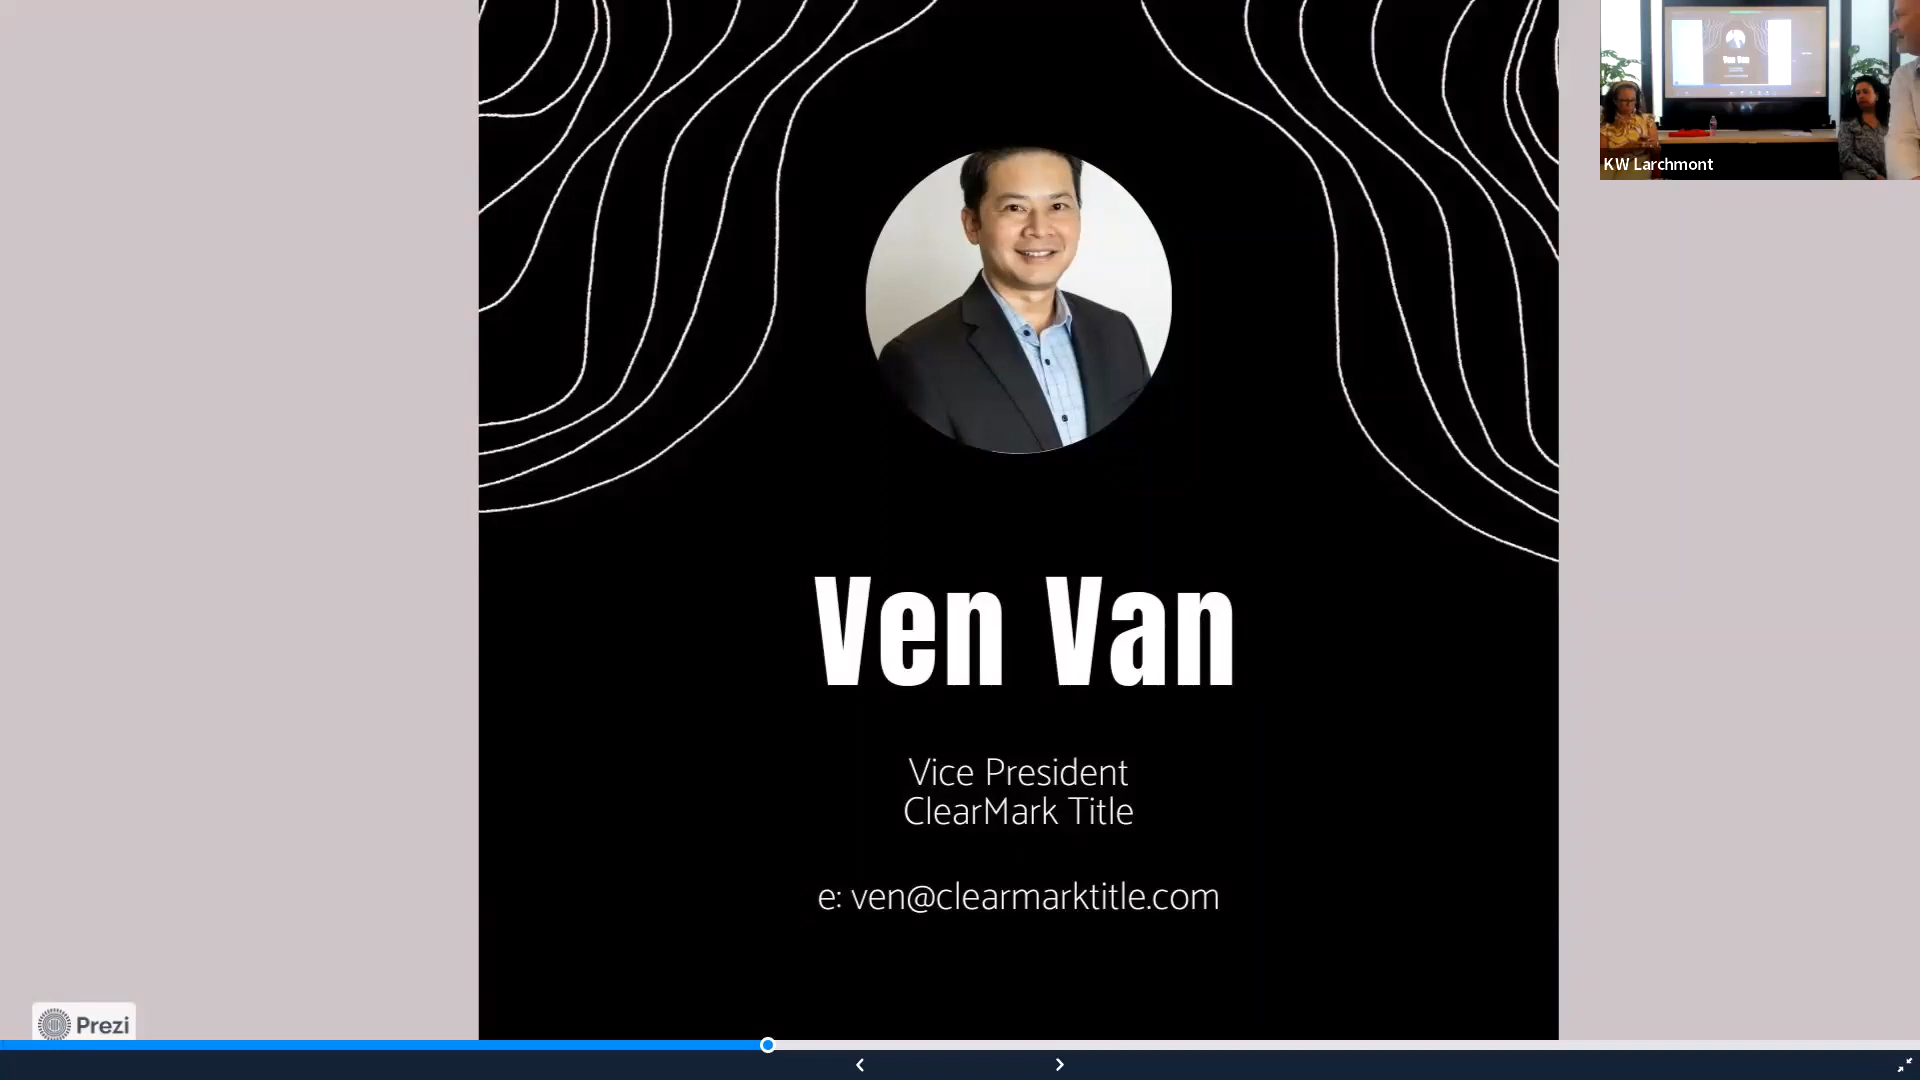 KW Larchmont
Ven Van
Vice President
ClearMark Title
e: ven@clearmarktitle.com
Prezi